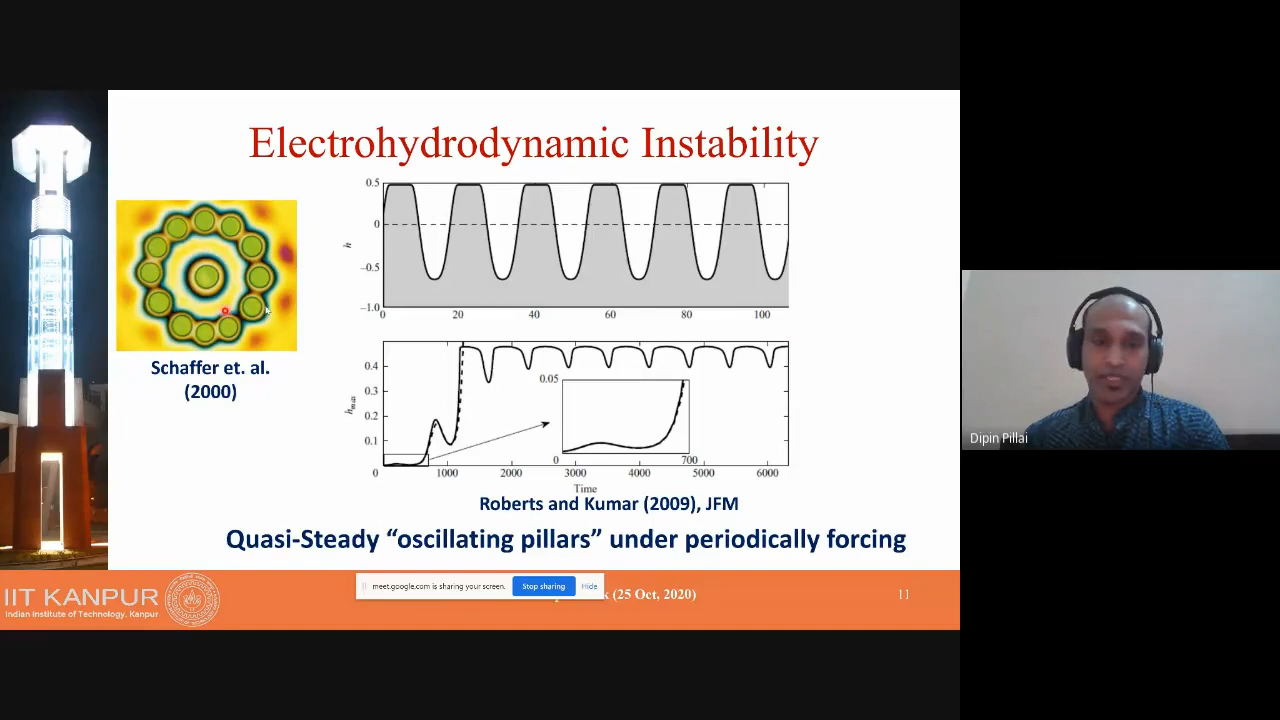 Electrohydrodynamic Instability
0.5
0
−0.5
−1.0
h
0
20
40
60
80
100
Schaffer et. al.
(2000)
0.4
0.3
0.2
0.1
0
h max
0.05
0
700
1000
2000
3000
4000
5000
6000
Time
Roberts and Kumar (2009), JFM
Quasi-Steady “oscillating pillars” under periodically forcing
Dipin Pillai
meet.google.com is sharing your screen.
Stop sharing
Hide
(25 Oct, 2020)
11
IIT KANPUR
Indian Institute of Technology, Kanpur